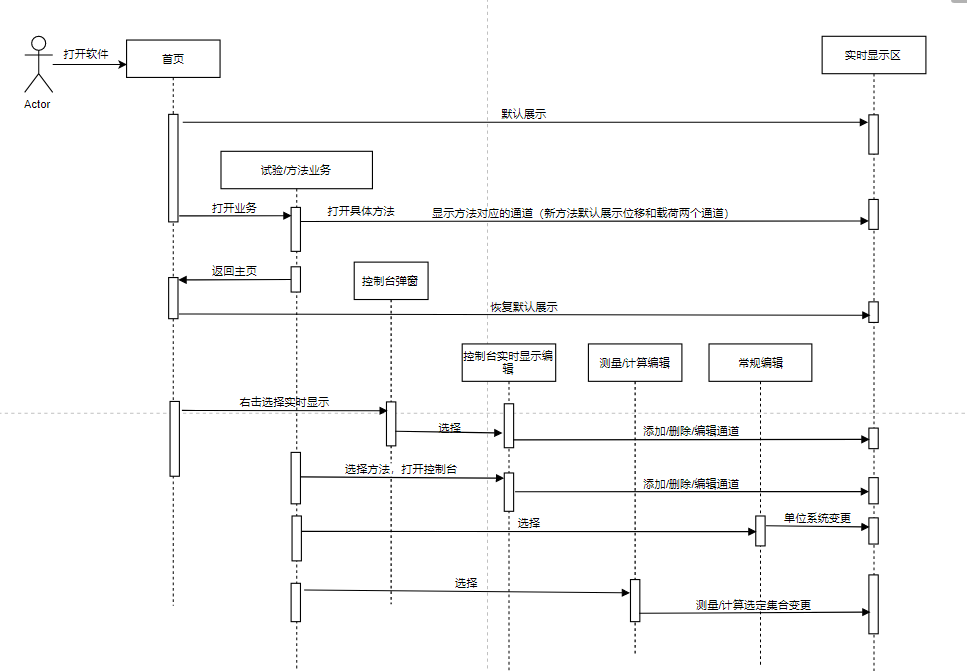 打开软件
首页
实时显示区
Actor
默认展示
试验/方法业务
打开业务
打开具体方法
显示方法对应的通道（新方法默认展示位移和载荷两个通道）
返回主页
控制台弹窗
恢复默认展示
控制台实时显示编
辑
测量/计算编辑
常规编辑
右击选择实时显示
选择
添加/删除/编辑通道
选择方法，打开控制台
添加/删除/编辑通道
选择
单位系统变更
选择
测量/计算选定集合变更